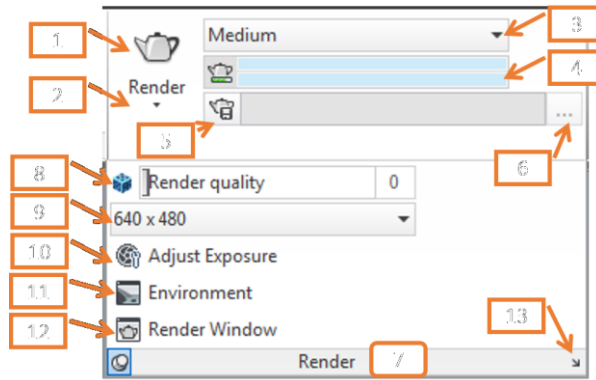 1
Medium
3
4
Render
2
5
...
6
8
Render quality
0
9
640 x 480
10
Adjust Exposure
11
Environment
12
Render Window
13
Render
7